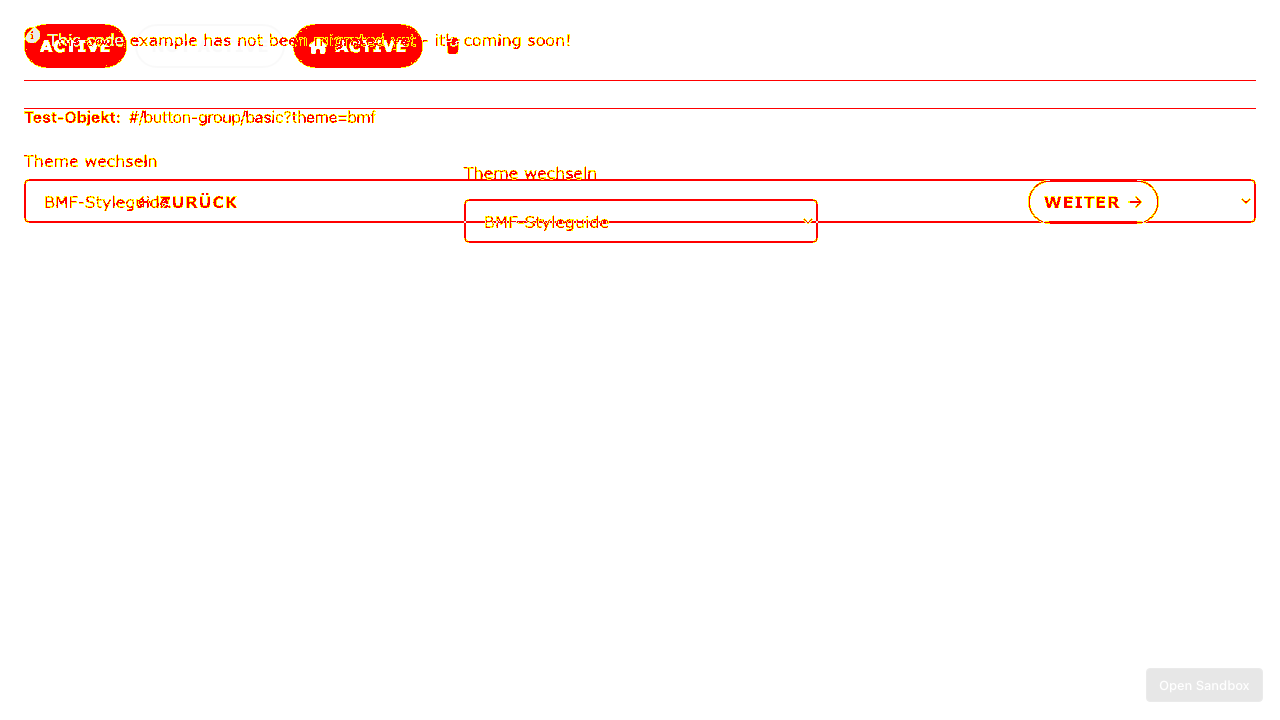 ACTIVE
ACTIVE
This code example has not been migrated yet - it's coming soon!
Test-Objekt: #/button-group/basic?theme=bmf
Theme wechseln
Theme wechseln
BMF-Styleguide
ZURÜCK
WEITER →
BMF-Styleguide
Open Sandbox